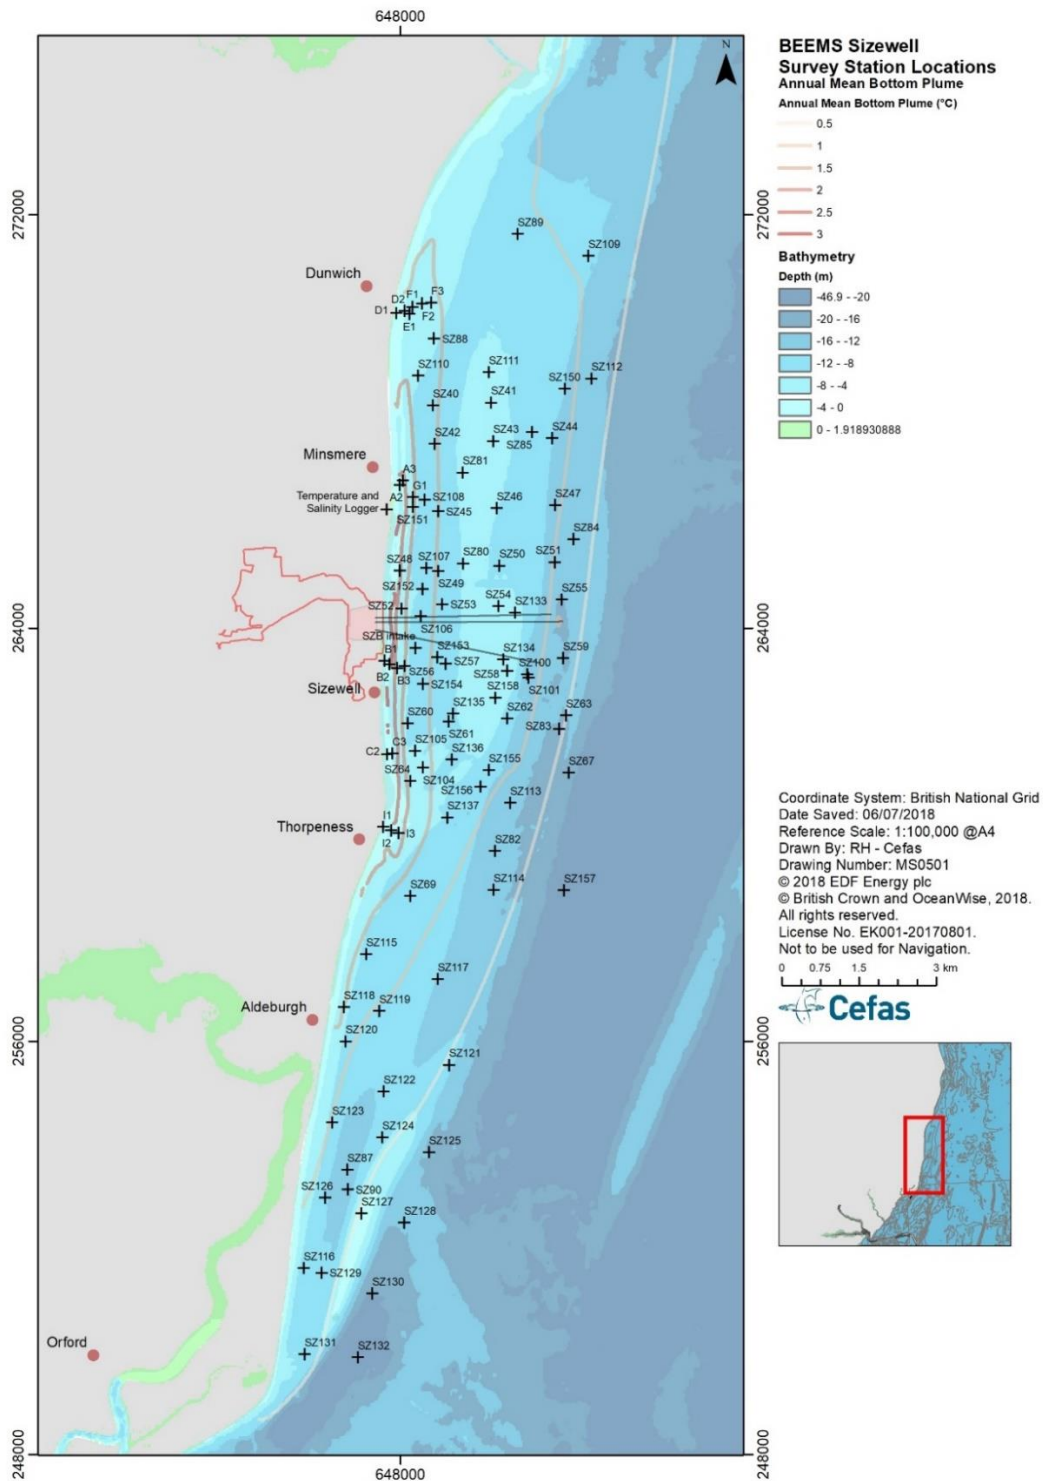 648000
BEEMS Sizewell
Survey Station Locations
Annual Mean Bottom Plume
Annual Mean Bottom Plume (°C)
0.5
1
1.5
2
2.5
3
Bathymetry
Depth (m)
-46.9 - -20
-20 - -16
-16 - -12
-12 - -8
-8 - -4
-4 - 0
0 - 1.918930888
N
272000
272000
SZ89
SZ109
Dunwich
D2
F1
F3
D1
F2
E1
SZ88
SZ110
SZ111
SZ150
SZ112
SZ40
SZ41
SZ42
SZ43
SZ44
SZ85
Minsmere
A3
SZ81
Temperature and
Salinity Logger
A2
G1
SZ108
SZ46
SZ47
SZ151
SZ45
SZ84
SZ48
SZ107
SZ80
SZ50
SZ51
SZ152
SZ49
SZ52
SZ53
SZ54
SZ133
SZ55
264000
264000
SZ106
SZB intake
B1
SZ153
SZ57
SZ134
SZ59
B2
B3
SZ56
SZ58
SZ100
Sizewell
SZ154
SZ101
SZ158
SZ60
SZ135
SZ62
SZ63
SZ61
SZ83
C2
C3
SZ105
SZ136
SZ64
SZ155
SZ67
SZ104
SZ156
SZ113
SZ137
Thorpeness
I1
I2
I3
SZ82
SZ69
SZ114
SZ157
SZ115
SZ117
Aldeburgh
SZ118
SZ119
SZ120
256000
256000
SZ121
SZ122
SZ123
SZ124
SZ125
SZ87
SZ126
SZ90
SZ127
SZ128
SZ116
SZ129
SZ130
Orford
SZ131
SZ132
248000
248000
648000
Coordinate System: British National Grid
Date Saved: 06/07/2018
Reference Scale: 1:100,000 @A4
Drawn By: RH - Cefas
Drawing Number: MS0501
© 2018 EDF Energy plc
© British Crown and OceanWise, 2018.
All rights reserved.
License No. EK001-20170801.
Not to be used for Navigation.
0 0.75 1.5 3 km
Cefas